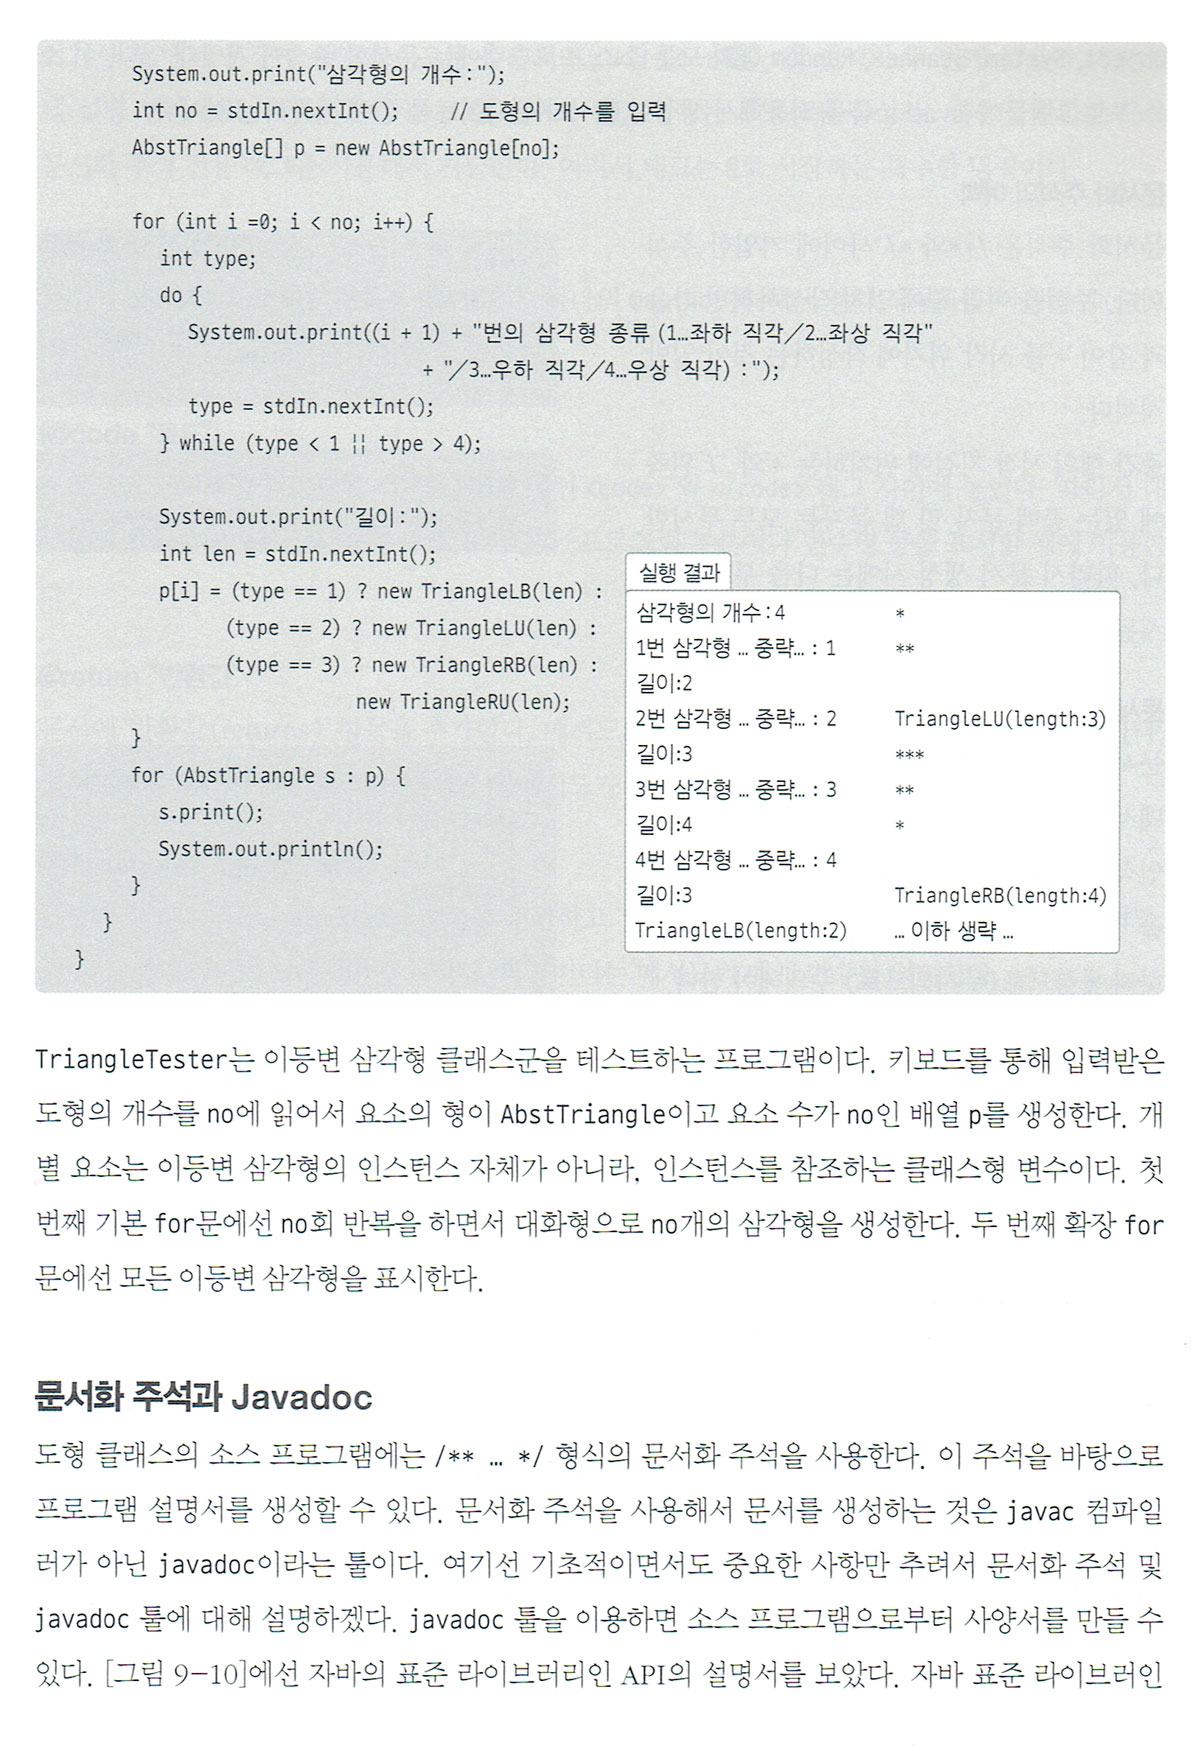 System.out.print("삼각형의 개수:");
int no = stdIn.nextInt();     // 도형의 개수를 입력
AbstTriangle[] p = new AbstTriangle[no];
for (int i =0; i < no; i++) {
int type;
do {
System.out.print((i + 1) + "번의 삼각형 종류 (1…좌하 직각/2…좌상 직각"
+ "/3…우하 직각/4…우상 직각) :");
type = stdIn.nextInt();
} while (type < 1 || type > 4);
System.out.print("길이:");
int len = stdIn.nextInt();
p[i] = (type == 1) ? new TriangleLB(len) :
(type == 2) ? new TriangleLU(len) :
(type == 3) ? new TriangleRB(len) :
new TriangleRU(len);
}
for (AbstTriangle s : p) {
s.print();
System.out.println();
}
}
}
실행 결과
삼각형의 개수:4
1번 삼각형 … 중략… : 1
길이:2
2번 삼각형 … 중략… : 2
길이:3
3번 삼각형 … 중략… : 3
길이:4
4번 삼각형 … 중략… : 4
길이:3
TriangleLB(length:2)
*
**
TriangleLU(length:3)
***
**
*
TriangleRB(length:4)
… 이하 생략 …
TriangleTester는 이등변 삼각형 클래스군을 테스트하는 프로그램이다. 키보드를 통해 입력받은
도형의 개수를 no에 읽어서 요소의 형이 AbstTriangle이고 요소 수가 no인 배열 p를 생성한다. 개
별 요소는 이등변 삼각형의 인스턴스 자체가 아니라, 인스턴스를 참조하는 클래스형 변수이다. 첫
번째 기본 for문에선 no회 반복을 하면서 대화형으로 no개의 삼각형을 생성한다. 두 번째 확장 for
문에선 모든 이등변 삼각형을 표시한다.
문서화 주석과 Javadoc
도형 클래스의 소스 프로그램에는 /** … */ 형식의 문서화 주석을 사용한다. 이 주석을 바탕으로
프로그램 설명서를 생성할 수 있다. 문서화 주석을 사용해서 문서를 생성하는 것은 javac 컴파일
러가 아닌 javadoc이라는 툴이다. 여기선 기초적이면서도 중요한 사항만 추려서 문서화 주석 및
javadoc 툴에 대해 설명하겠다. javadoc 툴을 이용하면 소스 프로그램으로부터 사양서를 만들 수
있다. [그림 9-10]에선 자바의 표준 라이브러리인 API의 설명서를 보았다. 자바 표준 라이브러인